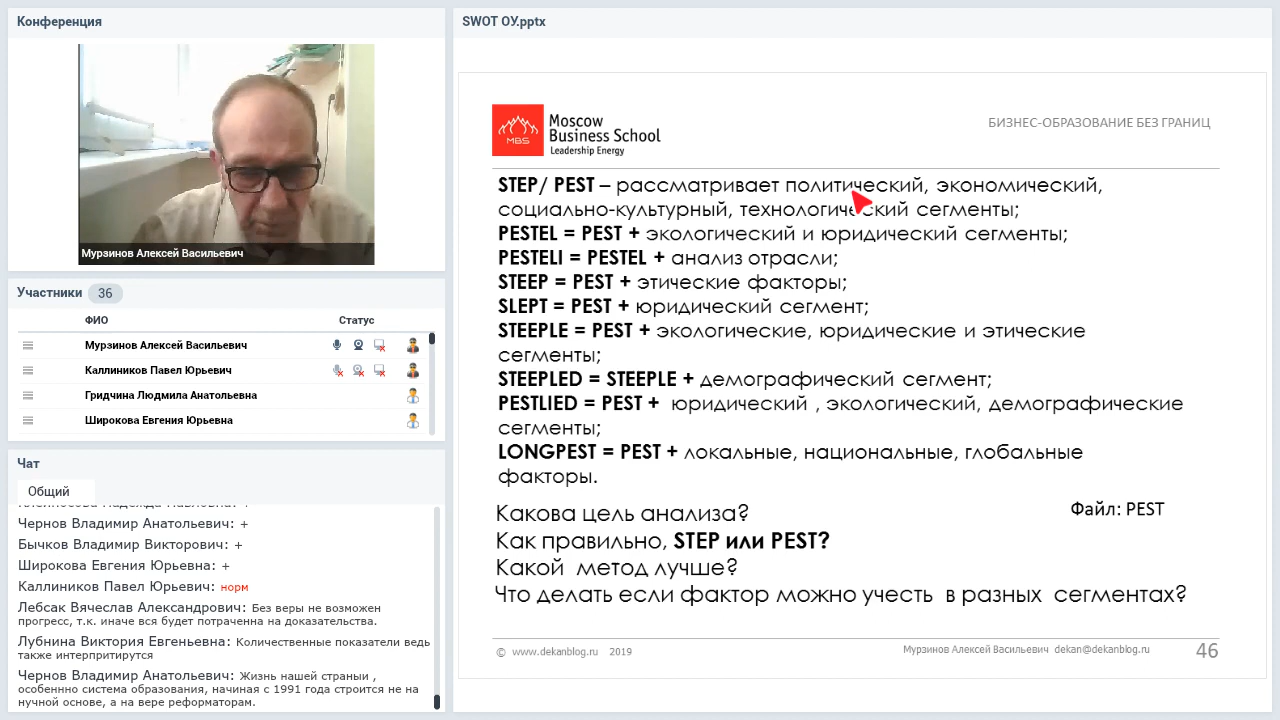 Конференция
Мурзинов Алексей Васильевич
Участники 36
ФИО Статус
Мурзинов Алексей Васильевич
Каллиников Павел Юрьевич
Гридчина Людмила Анатольевна
Широкова Евгения Юрьевна
Чат
Общий
Чернов Владимир Анатольевич: +
Бычков Владимир Викторович: +
Широкова Евгения Юрьевна: +
Каллиников Павел Юрьевич: норм
Лебсак Вячеслав Александрович: Без веры не возможен
прогресс, т.к. иначе вся будет потраченна на доказательства.
Лубнина Виктория Евгеньевна: Количественные показатели ведь
также интерпритирутся
Чернов Владимир Анатольевич: Жизнь нашей страныи ,
особеннно система образования, начиная с 1991 года строится не на
нучной основе, а на вере реформаторам.
SWOT ОУ.pptx
MBS
Moscow
Business School
Leadership Energy
БИЗНЕС-ОБРАЗОВАНИЕ БЕЗ ГРАНИЦ
STEP/ PEST – рассматривает политический, экономический,
социально-культурный, технологический сегменты;
PESTEL = PEST + экологический и юридический сегменты;
PESTELI = PESTEL + анализ отрасли;
STEEP = PEST + этические факторы;
SLEPT = PEST + юридический сегмент;
STEEPLE = PEST + экологические, юридические и этические
сегменты;
STEEPLED = STEEPLE + демографический сегмент;
PESTLIED = PEST + юридический , экологический, демографические
сегменты;
LONGPEST = PEST + локальные, национальные, глобальные
факторы.
Какова цель анализа?
Файл: PEST
Как правильно, STEP или PEST?
Какой метод лучше?
Что делать если фактор можно учесть в разных сегментах?
© www.dekanblog.ru 2019
Мурзинов Алексей Васильевич dekan@dekanblog.ru
46